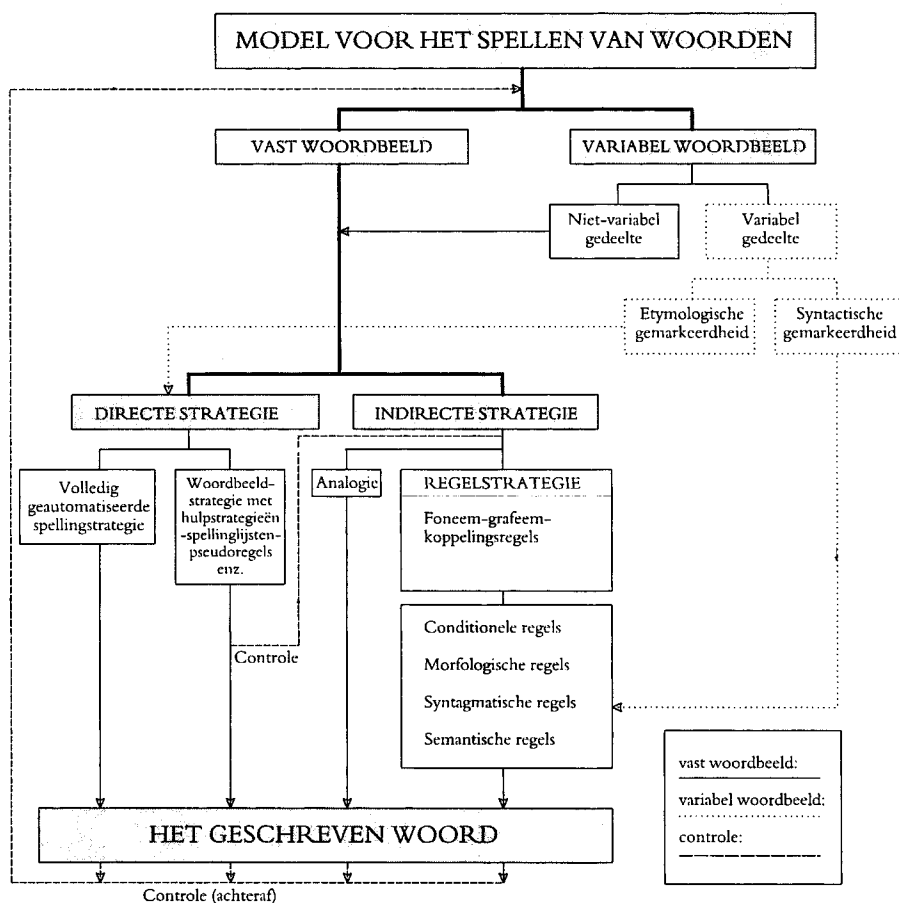 MODEL VOOR HET SPELLEN VAN WOORDEN
VAST WOORDBEELD
VARIABEL WOORDBEELD
Niet-variabel
gedeelte
Variabel
gedeelte
Etymologische
gemarkeerdheid
Syntactische
gemarkeerdheid
DIRECTE STRATEGIE
INDIRECTE STRATEGIE
Volledig
geautomatiseerde
spellingstrategie
Woordbeeld-
strategie met
hulpstrategieën
-spellinglijsten-
pseudoregels
enz.
Analogie
REGELSTRATEGIE
Foneem-grafeem-
koppelingsregels
Conditionele regels
Morfologische regels
Syntagmatische regels
Semantische regels
Controle
HET GESCHREVEN WOORD
Controle (achteraf)
vast woordbeeld:
variabel woordbeeld:
controle: